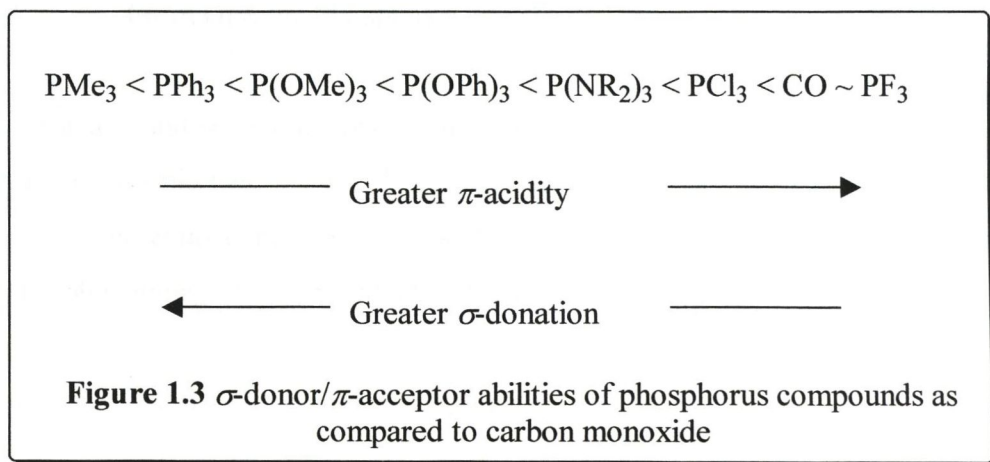 PMe₃ < PPh₃ < P(OMe)₃ < P(OPh)₃ < P(NR₂)₃ < PCl₃ < CO ~ PF₃
Greater π-acidity
Greater σ-donation
Figure 1.3 σ-donor/π-acceptor abilities of phosphorus compounds as
compared to carbon monoxide